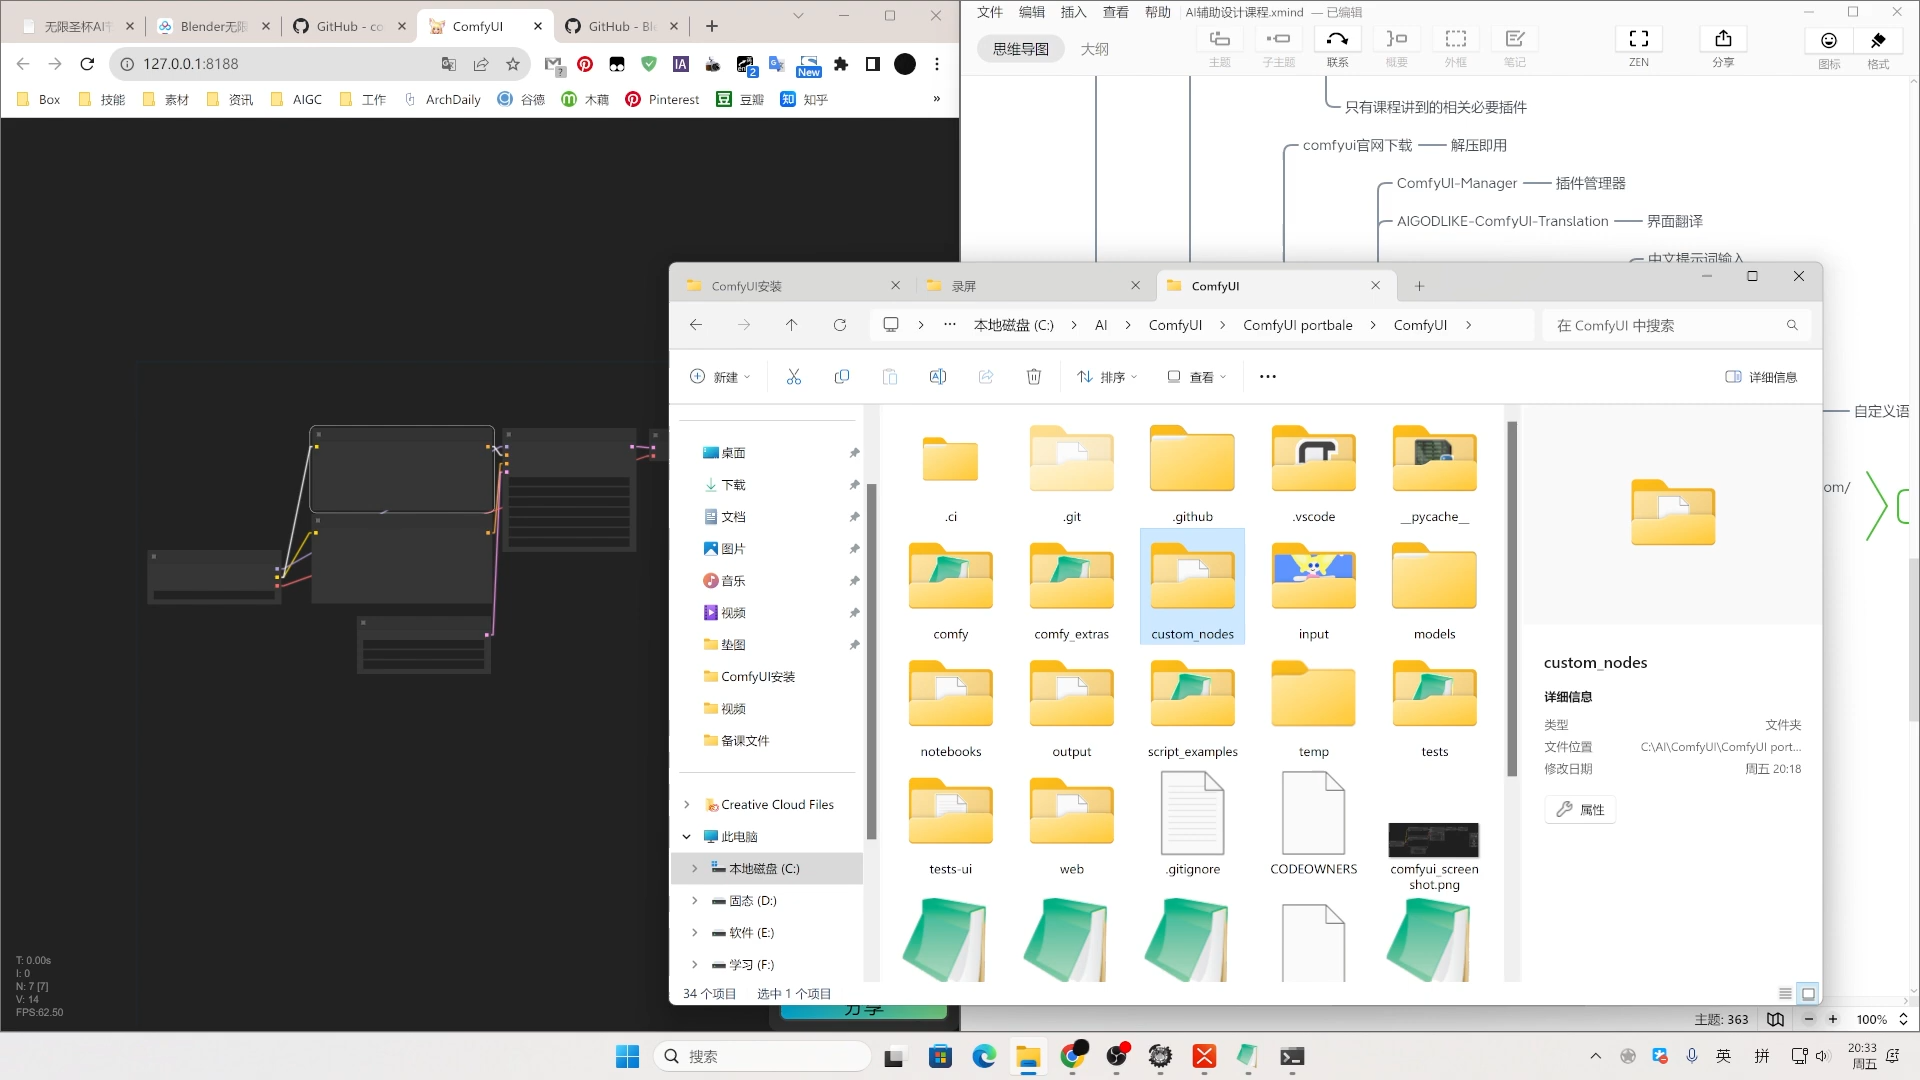 无限圣杯AI节
Blender无限
GitHub - co
ComfyUI
GitHub - Ble
127.0.0.1:8188
Box
技能
素材
资讯
AIGC
工作
ArchDaily
谷德
木藕
Pinterest
豆瓣
知乎
»
T: 0.00s
I: 0
N: 7 [7]
V: 14
FPS:62.50
分享
文件
编辑
插入
查看
帮助
AI辅助设计课程.xmind
— 已编辑
思维导图
大纲
主题
子主题
联系
概要
外框
笔记
ZEN
分享
图标
格式
只有课程讲到的相关必要插件
comfyui官网下载
解压即用
ComfyUI-Manager
插件管理器
AIGODLIKE-ComfyUI-Translation
界面翻译
中文提示词输入
自定义语
om/
ComfyUI安装
录屏
ComfyUI
本地磁盘 (C:)
AI
ComfyUI
ComfyUI portbale
ComfyUI
在 ComfyUI 中搜索
新建
排序
查看
详细信息
桌面
下载
文档
图片
音乐
视频
垫图
ComfyUI安装
视频
备课文件
Creative Cloud Files
此电脑
本地磁盘 (C:)
固态 (D:)
软件 (E:)
学习 (F:)
.ci
.git
.github
.vscode
__pycache__
comfy
comfy_extras
custom_nodes
input
models
notebooks
output
script_examples
temp
tests
tests-ui
web
.gitignore
CODEOWNERS
comfyui_screen
shot.png
custom_nodes
详细信息
类型
文件夹
文件位置
C:\AI\ComfyUI\ComfyUI port...
修改日期
周五 20:18
属性
34 个项目
选中 1 个项目
主题: 363
100%
搜索
英
拼
20:33
周五